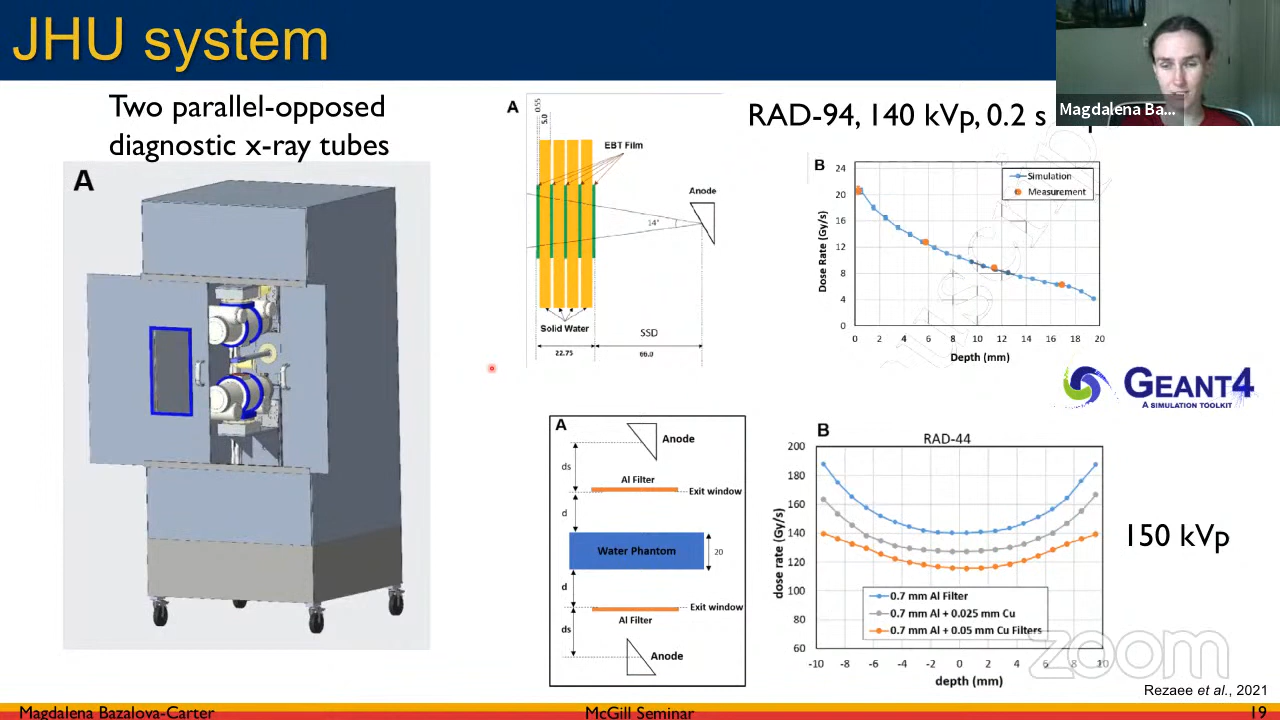 JHU system
Magdalena Ba...
Two parallel-opposed
diagnostic x-ray tubes
RAD-94, 140 kVp, 0.2 s
A
A
0.55
5.0
EBT Film
Anode
14°
Solid Water
SSD
22.75
66.0
B
24
20
16
12
8
4
0
Simulation
Measurement
Dose Rate (Gy/s)
0 2 4 6 8 10 12 14 16 18 20
Depth (mm)
GEANT4
A SIMULATION TOOLKIT
A
Anode
ds
Al Filter
Exit window
d
Water Phantom
20
d
Exit window
ds
Al Filter
Anode
B
RAD-44
200
180
160
140
120
100
80
60
dose rate (Gy/s)
0.7 mm Al Filter
0.7 mm Al + 0.025 mm Cu
0.7 mm Al + 0.05 mm Cu Filters
-10 -8 -6 -4 -2 0 2 4 6 8 10
depth (mm)
150 kVp
zoom
Rezaee et al., 2021
Magdalena Bazalova-Carter
McGill Seminar
19